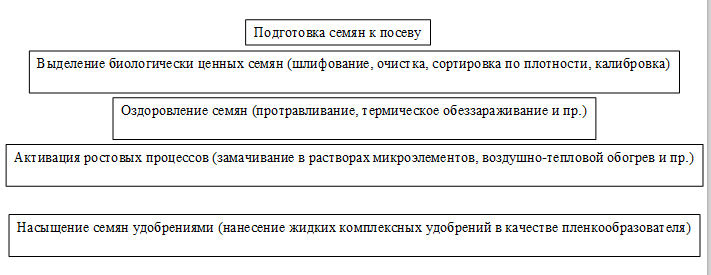 Подготовка семян к посеву
Выделение биологически ценных семян (шлифование, очистка, сортировка по плотности, калибровка)
Оздоровление семян (протравливание, термическое обеззараживание и пр.)
Активация ростовых процессов (замачивание в растворах микроэлементов, воздушно-тепловой обогрев и пр.)
Насыщение семян удобрениями (нанесение жидких комплексных удобрений в качестве пленкообразователя)